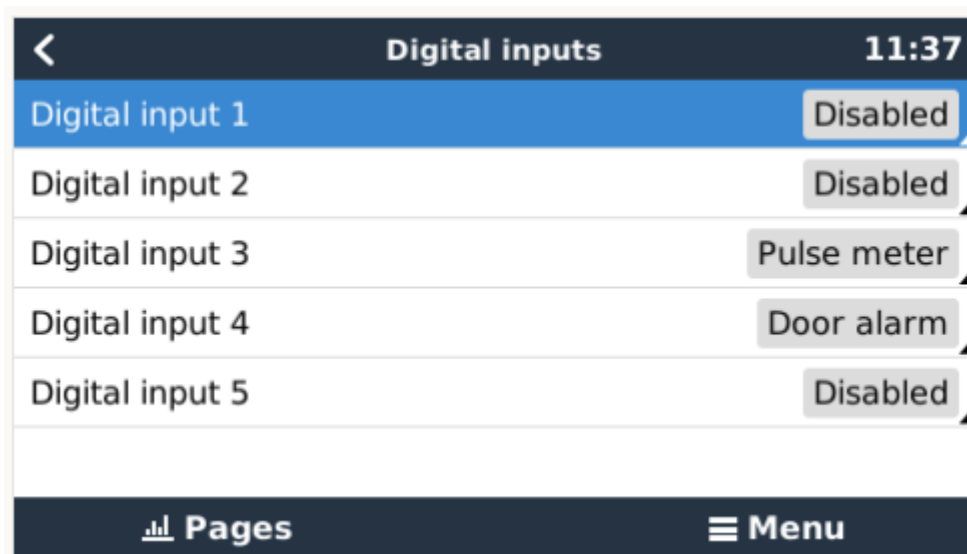 Digital inputs 11:37
Digital input 1 Disabled
Digital input 2 Disabled
Digital input 3 Pulse meter
Digital input 4 Door alarm
Digital input 5 Disabled
Pages Menu